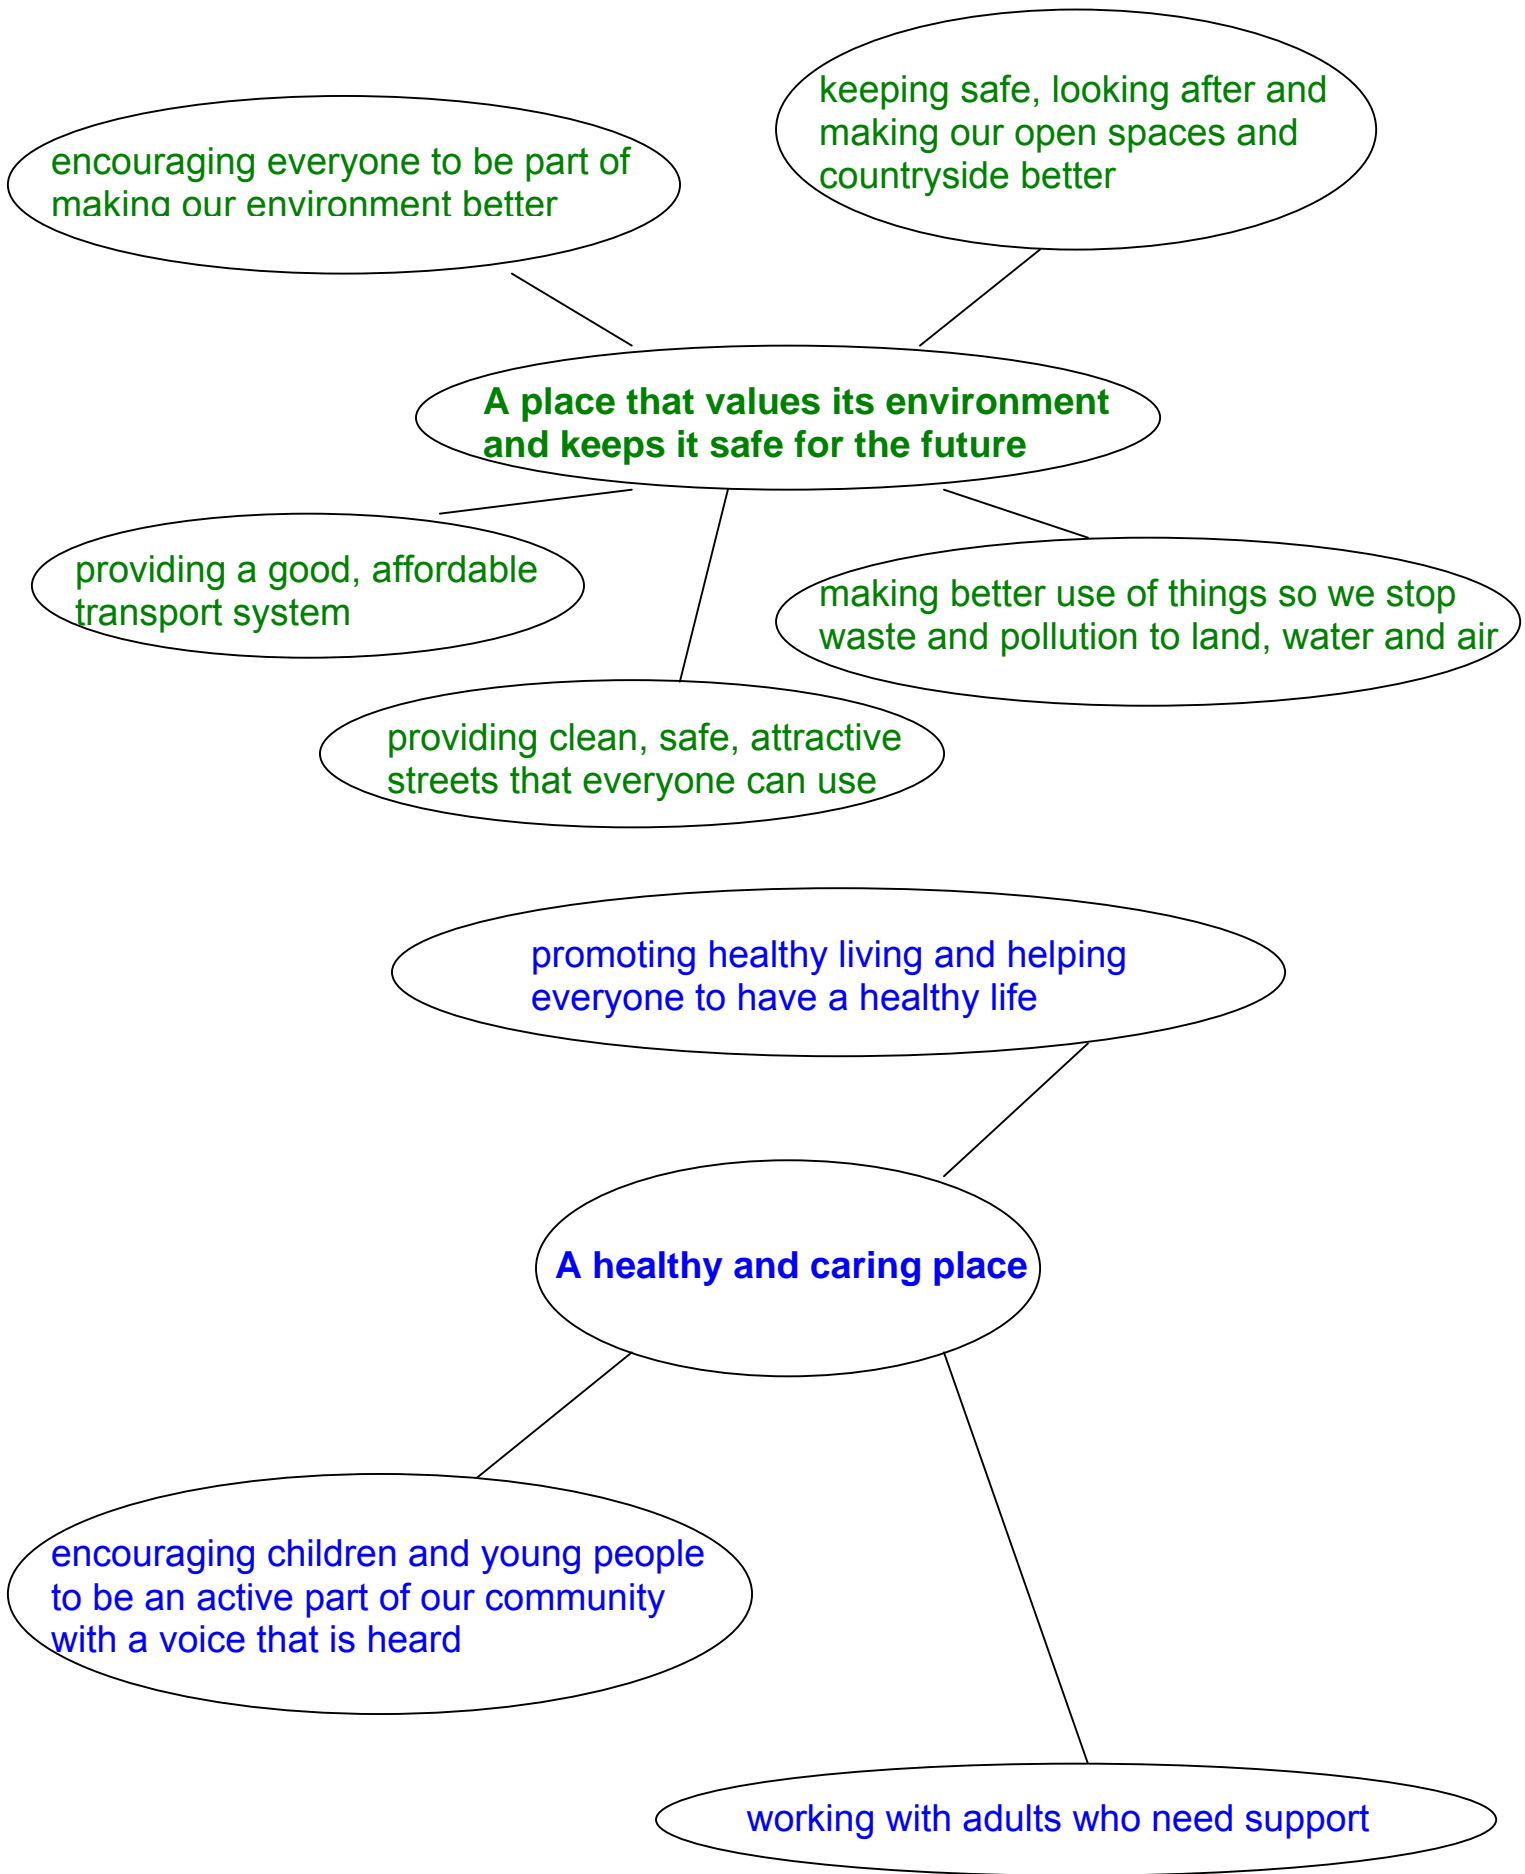 keeping safe, looking after and
making our open spaces and
countryside better
encouraging everyone to be part of
making our environment better
A place that values its environment
and keeps it safe for the future
providing a good, affordable
transport system
making better use of things so we stop
waste and pollution to land, water and air
providing clean, safe, attractive
streets that everyone can use
promoting healthy living and helping
everyone to have a healthy life
A healthy and caring place
encouraging children and young people
to be an active part of our community
with a voice that is heard
working with adults who need support